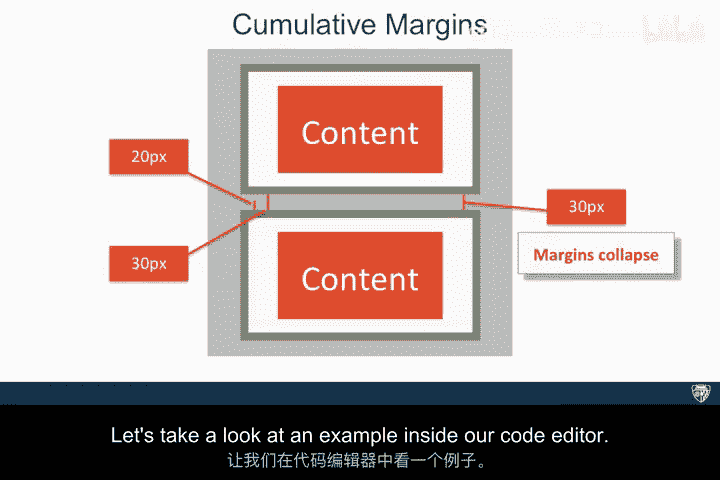 Cumulative Margins
Content
20px
30px
30px
Margins collapse
Content
Let's take a look at an example inside our code editor.
让我们在代码编辑器中看一个例子。